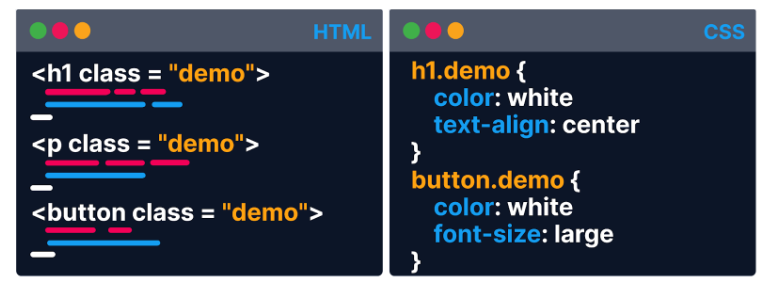 HTML
<h1 class = "demo">
<p class = "demo">
<button class = "demo">
CSS
h1.demo {
color: white
text-align: center
}
button.demo {
color: white
font-size: large
}